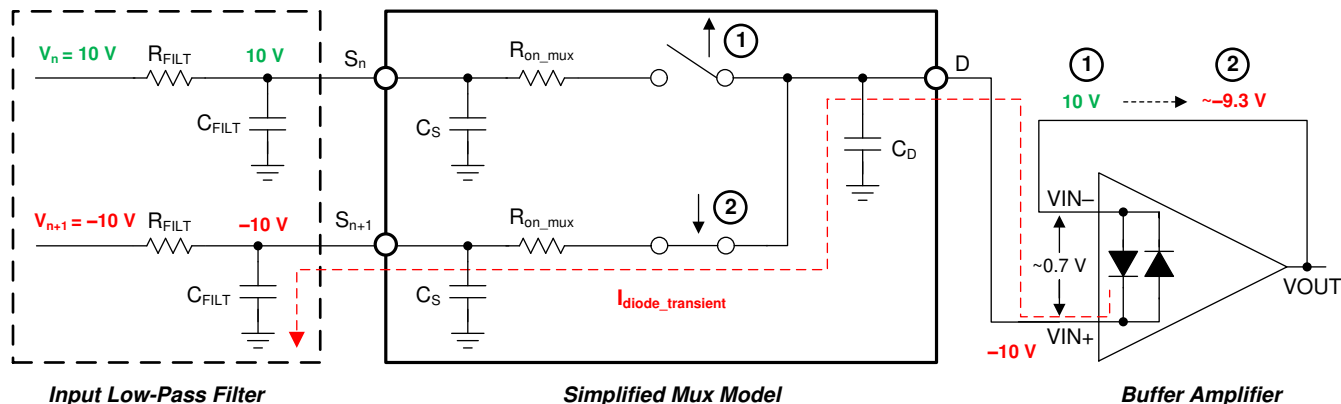 Vn = 10 V
RFILT
10 V
Sn
Ron_mux
1
D
1
2
10 V
~–9.3 V
CFILT
CS
CD
VIN–
Vn+1 = –10 V
RFILT
–10 V
Sn+1
Ron_mux
2
~0.7 V
CFILT
CS
Idiode_transient
VOUT
VIN+
–10 V
Input Low-Pass Filter
Simplified Mux Model
Buffer Amplifier